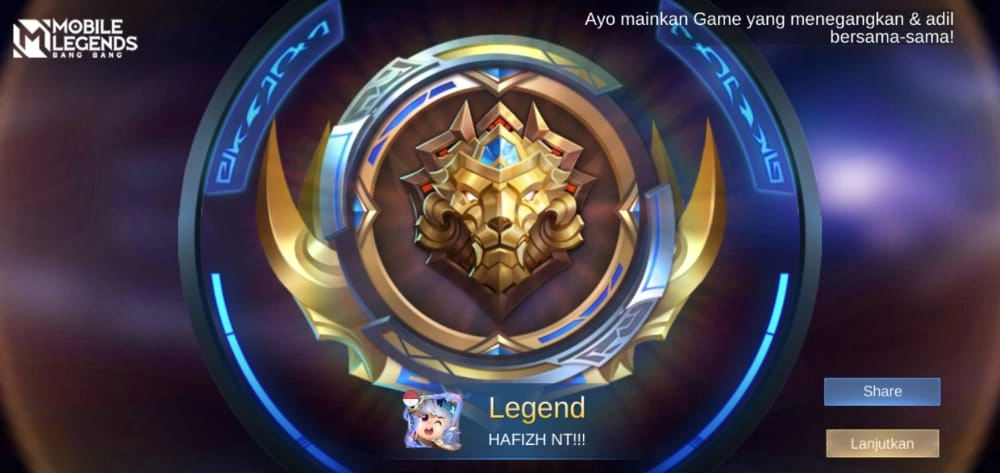 MOBILE
LEGENDS
BANG BANG
Ayo mainkan Game yang menegangkan & adil
bersama-sama!
Legend
HAFIZH NT!!!
Share
Lanjutkan